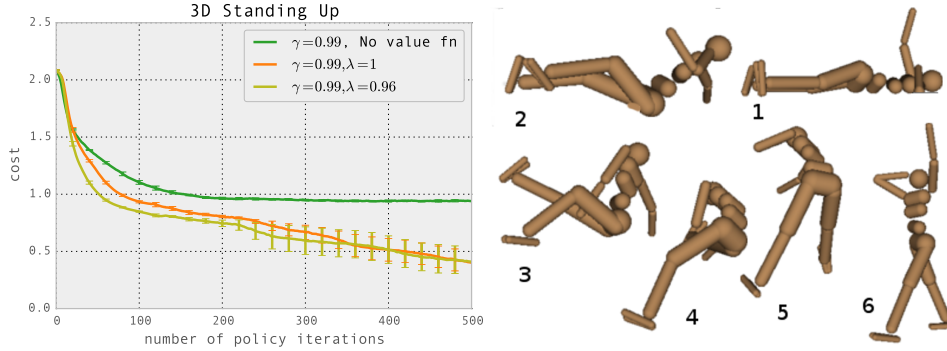 3D Standing Up
2.5
2.0
1.5
1.0
0.5
0.0
cost
γ=0.99, No value fn
γ=0.99,λ=1
γ=0.99,λ=0.96
0 100 200 300 400 500
number of policy iterations
2 1
3 4 5 6